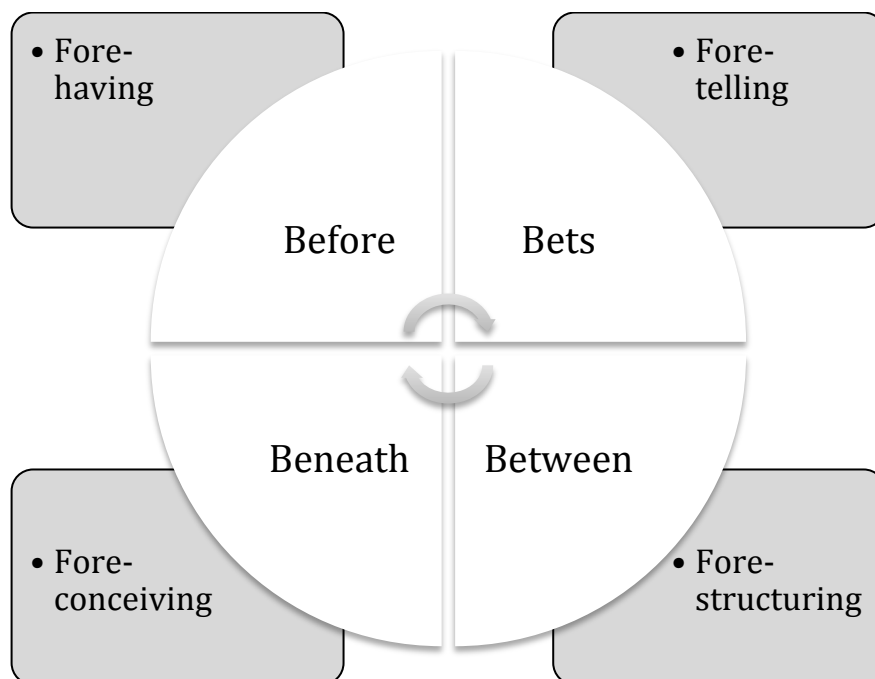 • Fore-
having
• Fore-
telling
Before
Bets
Beneath
Between
• Fore-
conceiving
• Fore-
structuring